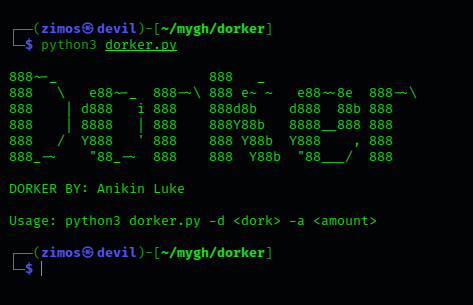 ┌──(zimos㉿devil)-[~/mygh/dorker]
└─$ python3 dorker.py
888~-_                   888   _
888   \   e88~-_  888-~\ 888 e~ ~   e88~~8e  888-~\
888    | d888   i 888    888d8b    d888  88b 888
888    | 8888   | 888    888Y88b   8888__888 888
888   /  Y888   ' 888    888 Y88b  Y888    , 888
888_-~    "88_-~  888    888  Y88b  "88___/  888
DORKER BY: Anikin Luke
Usage: python3 dorker.py -d <dork> -a <amount>
┌──(zimos㉿devil)-[~/mygh/dorker]
└─$